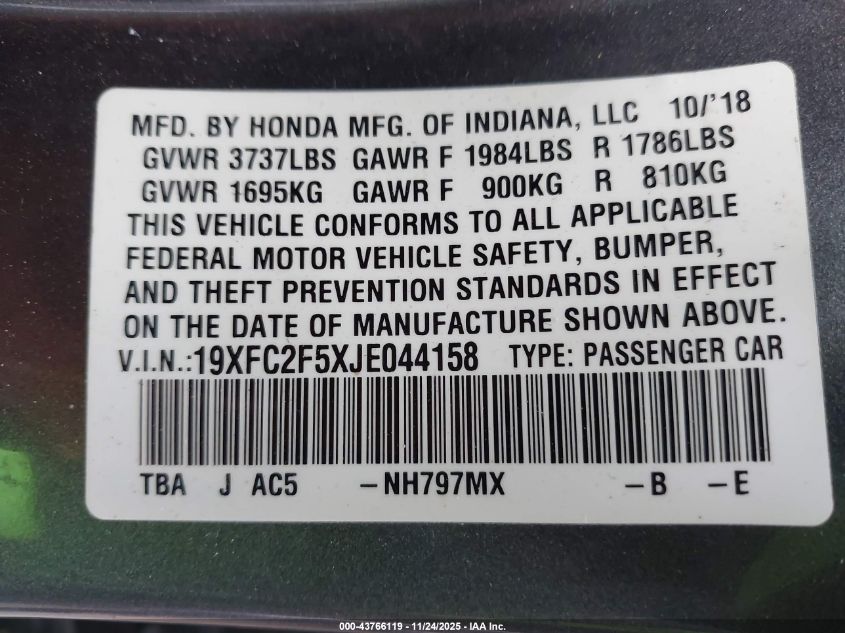 MFD. BY HONDA MFG. OF INDIANA, LLC 10/'18
GVWR 3737LBS GAWR F 1984LBS R 1786LBS
GVWR 1695KG GAWR F 900KG R 810KG
THIS VEHICLE CONFORMS TO ALL APPLICABLE
FEDERAL MOTOR VEHICLE SAFETY, BUMPER,
AND THEFT PREVENTION STANDARDS IN EFFECT
ON THE DATE OF MANUFACTURE SHOWN ABOVE.
V.I.N.:19XFC2F5XJE044158 TYPE: PASSENGER CAR
TBA J AC5 -NH797MX -B -E
000-43766119 - 11/24/2025 - IAA Inc.